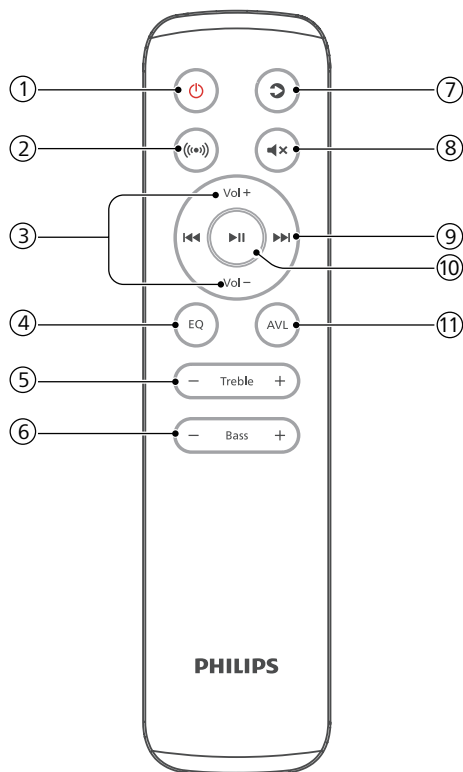 ① ⑦
② ⑧
Vol +
③ ⑨
⑩
Vol −
④ EQ AVL ⑪
⑤ − Treble +
⑥ − Bass +
PHILIPS